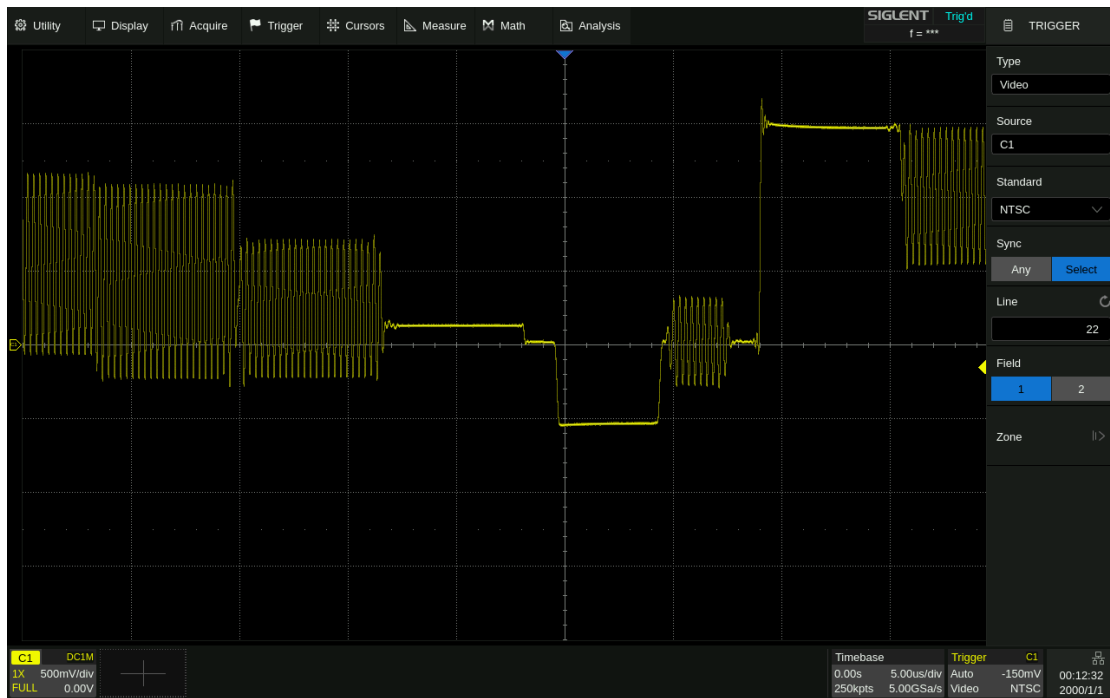 Utility Display Acquire Trigger Cursors Measure Math Analysis
SIGLENT Trig'd
f = ***
TRIGGER
Type
Video
Source
C1
Standard
NTSC
Sync
Any Select
Line
22
Field
1 2
Zone
C1 DC1M
1X 500mV/div
FULL 0.00V
Timebase
0.00s 5.00us/div
250kpts 5.00GSa/s
Trigger C1
Auto -150mV
Video NTSC
00:12:32
2000/1/1